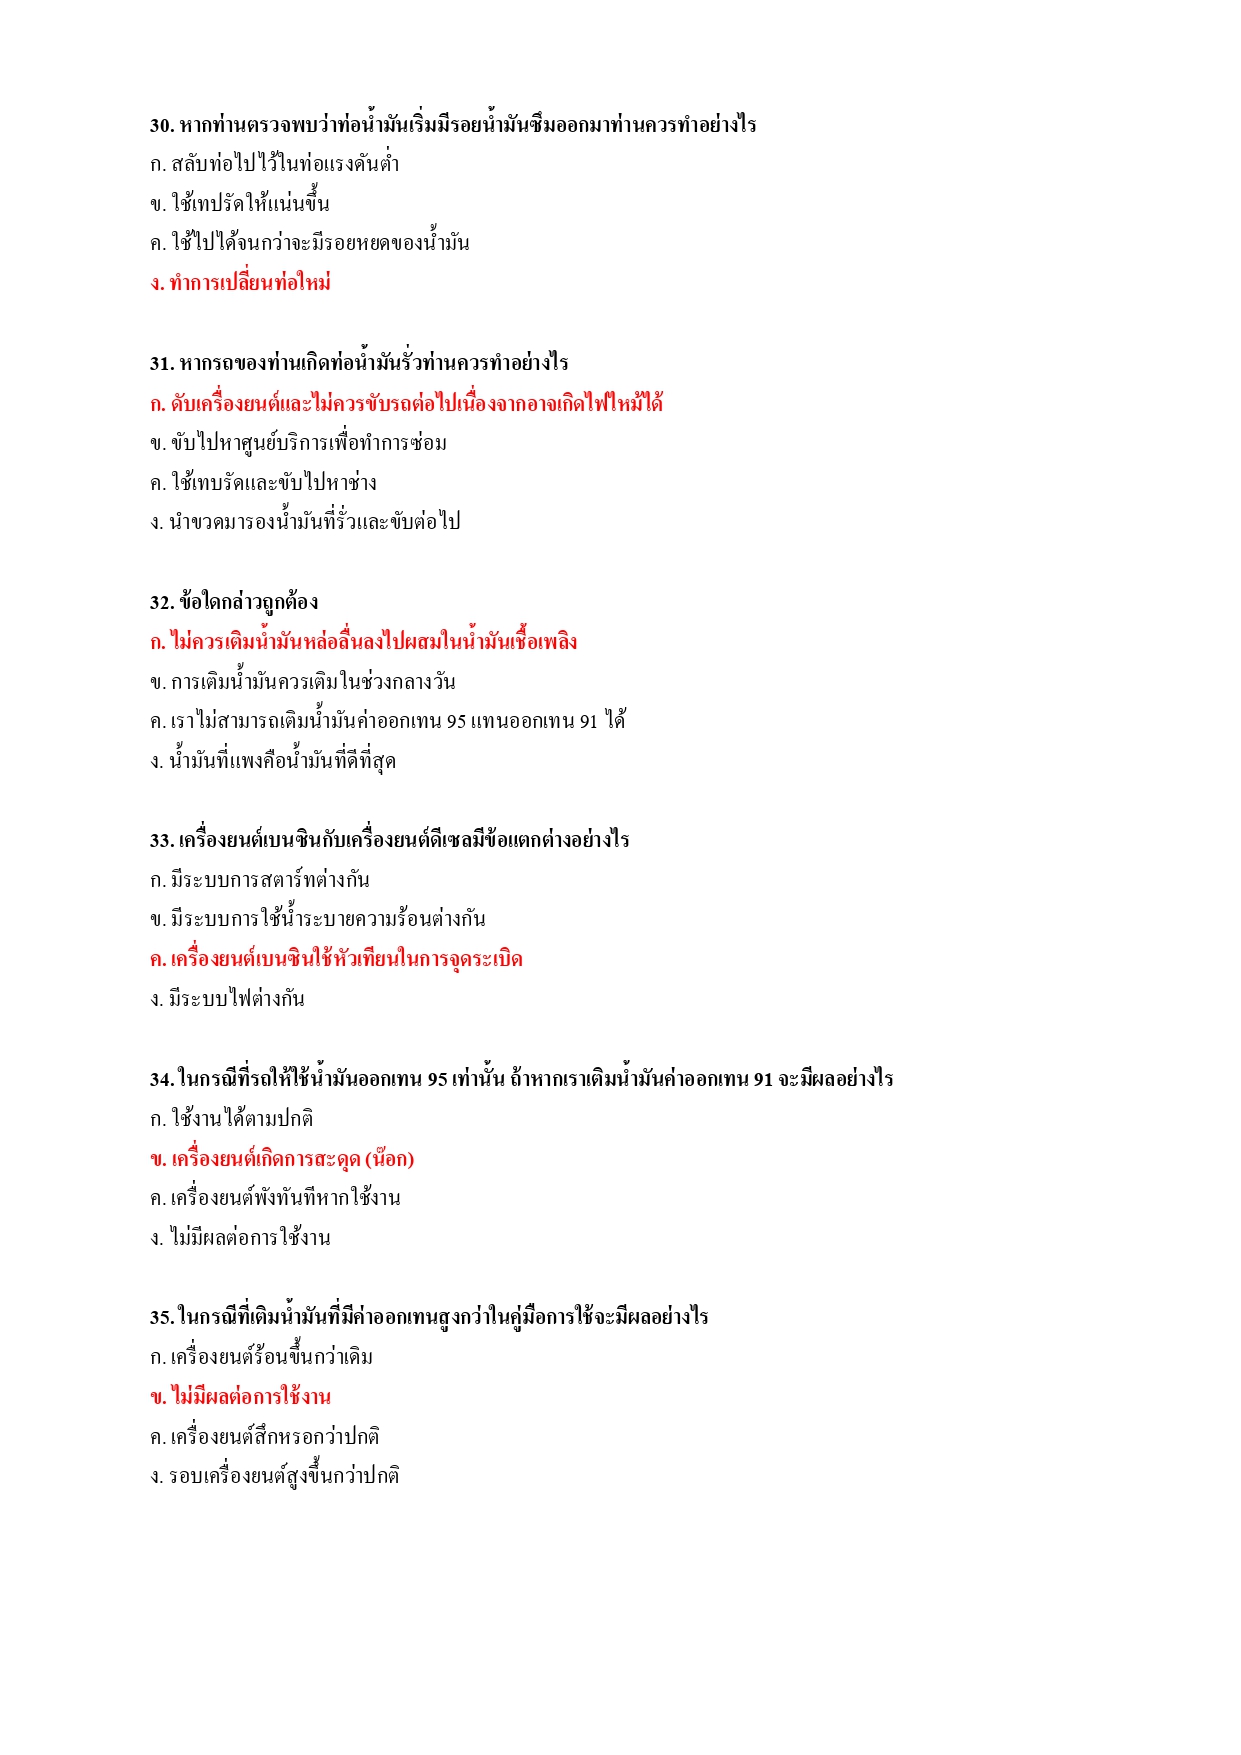 30. หากท่านตรวจพบว่าท่อน้ำมันเริ่มมีรอยน้ำมันซึมออกมาท่านควรทำอย่างไร
ก. สลับท่อไปไว้ในท่อแรงดันต่ำ
ข. ใช้เทปรัดให้แน่นขึ้น
ค. ใช้ไปได้จนกว่าจะมีรอยหยดของน้ำมัน
ง. ทำการเปลี่ยนท่อใหม่
31. หากรถของท่านเกิดท่อน้ำมันรั่วท่านควรทำอย่างไร
ก. ดับเครื่องยนต์และไม่ควรขับรถต่อไปเนื่องจากอาจเกิดไฟไหม้ได้
ข. ขับไปหาศูนย์บริการเพื่อทำการซ่อม
ค. ใช้เทบรัดและขับไปหาช่าง
ง. นำขวดมารองน้ำมันที่รั่วและขับต่อไป
32. ข้อใดกล่าวถูกต้อง
ก. ไม่ควรเติมน้ำมันหล่อลื่นลงไปผสมในน้ำมันเชื้อเพลิง
ข. การเติมน้ำมันควรเติมในช่วงกลางวัน
ค. เราไม่สามารถเติมน้ำมันค่าออกเทน 95 แทนออกเทน 91 ได้
ง. น้ำมันที่แพงคือน้ำมันที่ดีที่สุด
33. เครื่องยนต์เบนซินกับเครื่องยนต์ดีเซลมีข้อแตกต่างอย่างไร
ก. มีระบบการสตาร์ทต่างกัน
ข. มีระบบการใช้น้ำระบายความร้อนต่างกัน
ค. เครื่องยนต์เบนซินใช้หัวเทียนในการจุดระเบิด
ง. มีระบบไฟต่างกัน
34. ในกรณีที่รถให้ใช้น้ำมันออกเทน 95 เท่านั้น ถ้าหากเราเติมน้ำมันค่าออกเทน 91 จะมีผลอย่างไร
ก. ใช้งานได้ตามปกติ
ข. เครื่องยนต์เกิดการสะดุด (น๊อก)
ค. เครื่องยนต์พังทันทีหากใช้งาน
ง. ไม่มีผลต่อการใช้งาน
35. ในกรณีที่เติมน้ำมันที่มีค่าออกเทนสูงกว่าในคู่มือการใช้จะมีผลอย่างไร
ก. เครื่องยนต์ร้อนขึ้นกว่าเดิม
ข. ไม่มีผลต่อการใช้งาน
ค. เครื่องยนต์สึกหรอกว่าปกติ
ง. รอบเครื่องยนต์สูงขึ้นกว่าปกติ